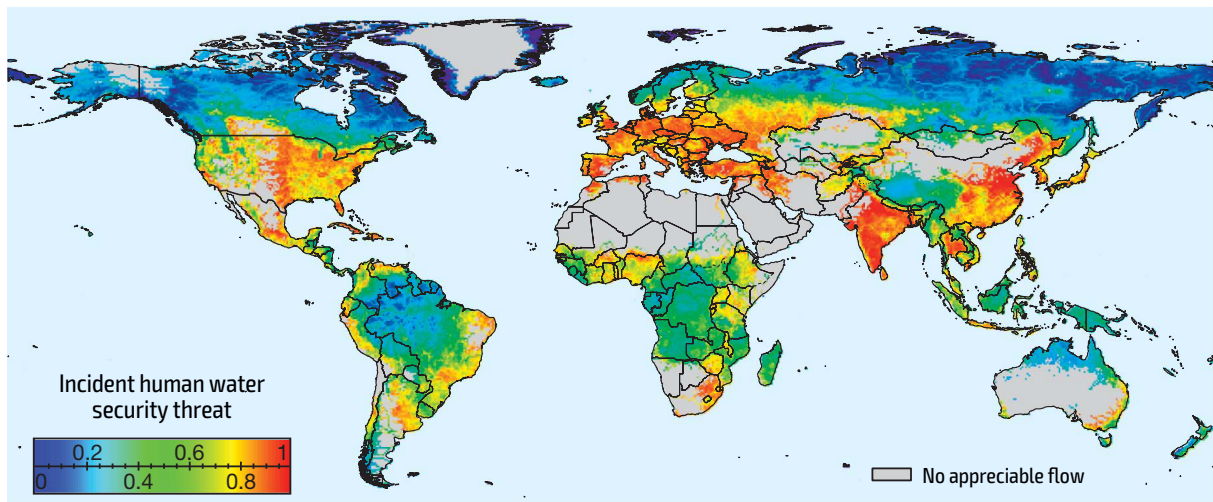 Incident human water
security threat
0.2 0.6 1
0 0.4 0.8
No appreciable flow